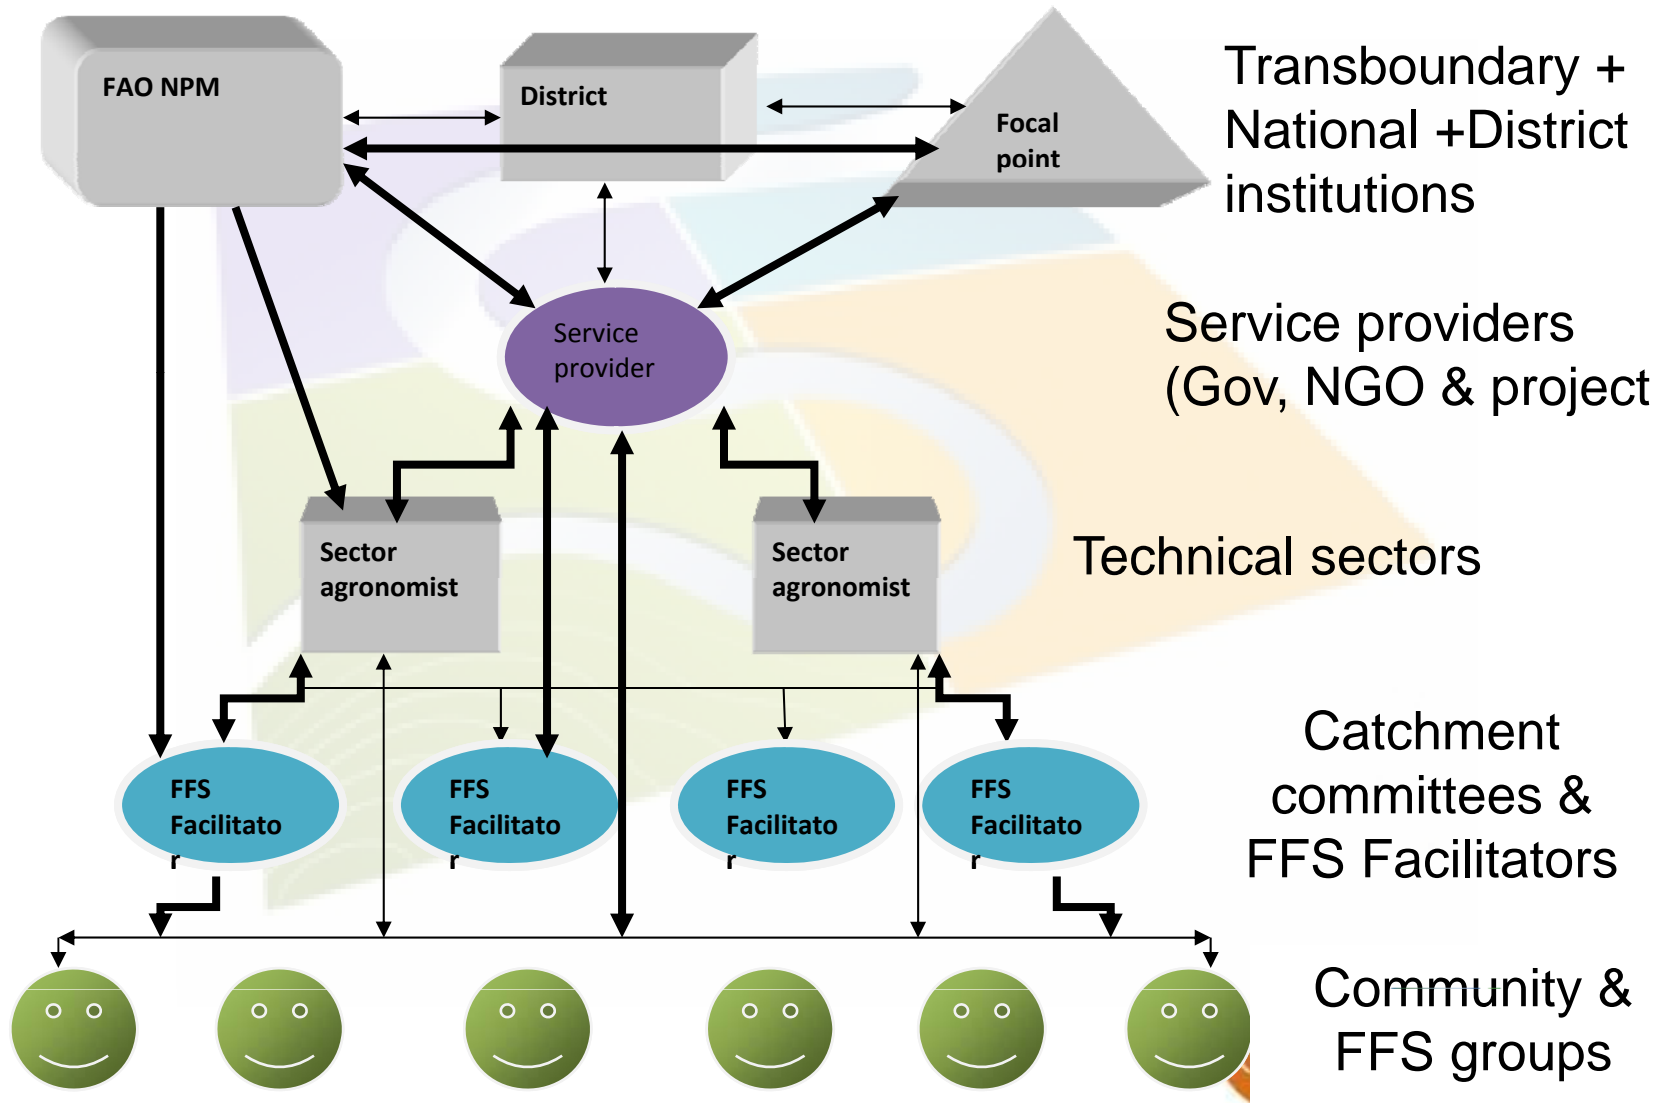 FAO NPM
District
Focal
point
Transboundary +
National +District
institutions
Service
provider
Service providers
(Gov, NGO & project
Sector
agronomist
Sector
agronomist
Technical sectors
FFS
Facilitato
r
FFS
Facilitato
r
FFS
Facilitato
r
FFS
Facilitato
r
Catchment
committees &
FFS Facilitators
Community &
FFS groups